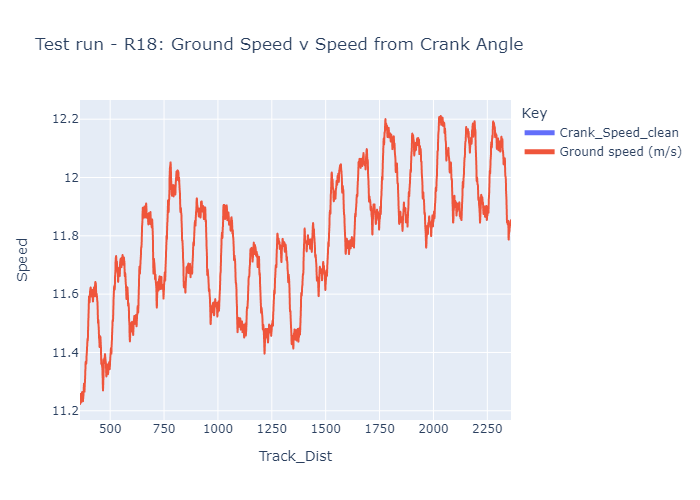 Test run - R18: Ground Speed v Speed from Crank Angle
Key
Crank_Speed_clean
Ground speed (m/s)
12.2
12
11.8
11.6
11.4
11.2
Speed
500
750
1000
1250
1500
1750
2000
2250
Track_Dist